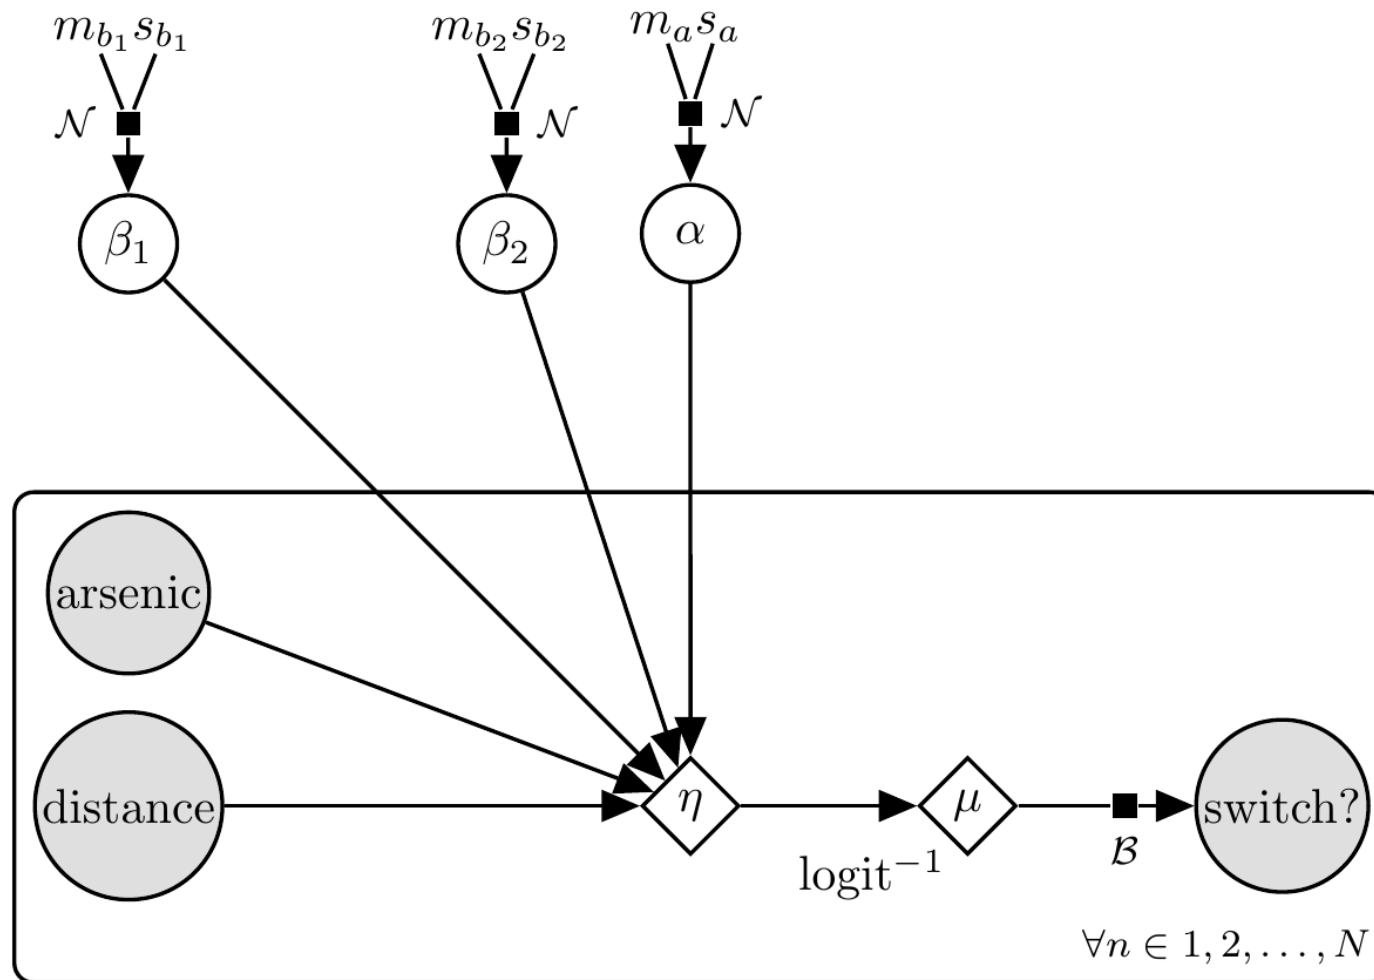 m_{b_1} s_{b_1} m_{b_2} s_{b_2} m_a s_a
𝒩 𝒩 𝒩
β_1 β_2 α
arsenic
distance η μ switch?
logit^{-1} ℬ
∀n ∈ 1, 2, . . . , N